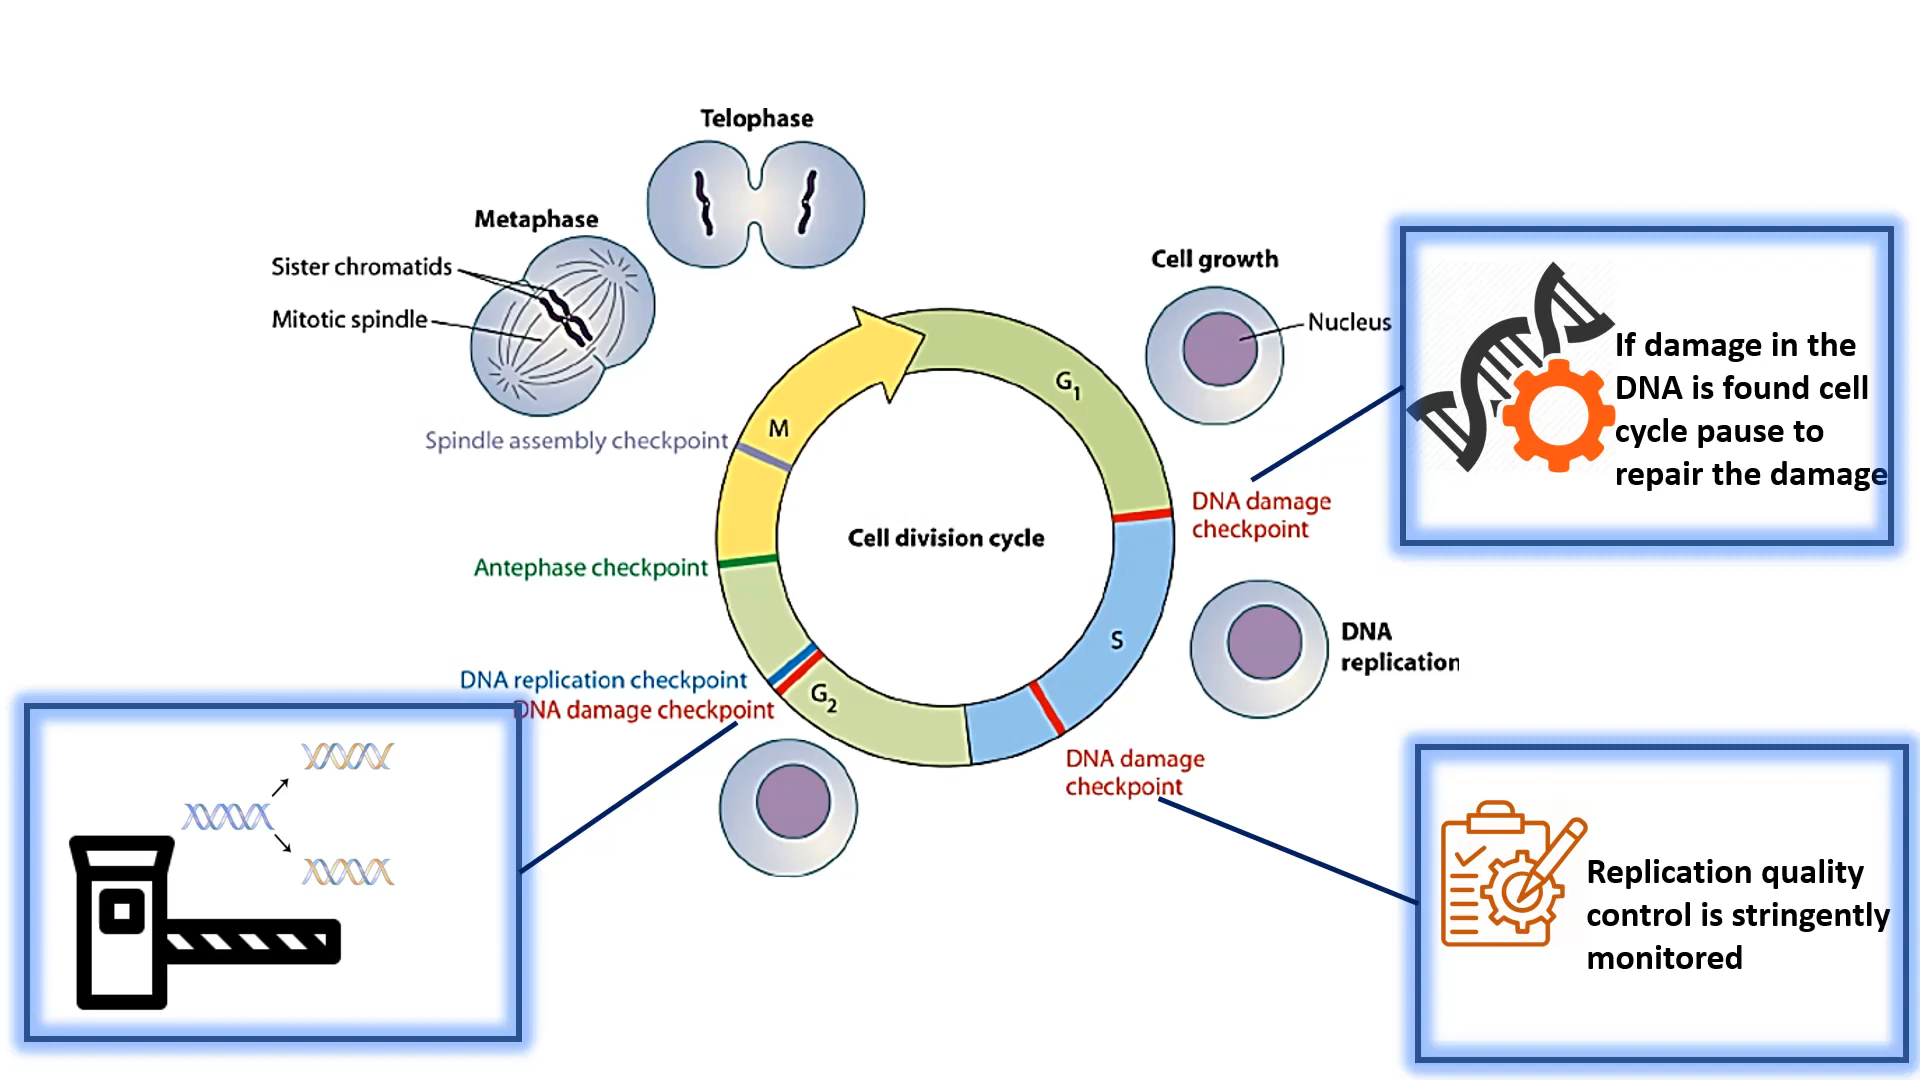 Telophase
Metaphase
Sister chromatids
Mitotic spindle
Cell growth
Nucleus
G1
M
Spindle assembly checkpoint
If damage in the
DNA is found cell
cycle pause to
repair the damage
DNA damage
checkpoint
Cell division cycle
Antephase checkpoint
S
DNA
replication
DNA replication checkpoint
DNA damage checkpoint
G2
DNA damage
checkpoint
Replication quality
control is stringently
monitored